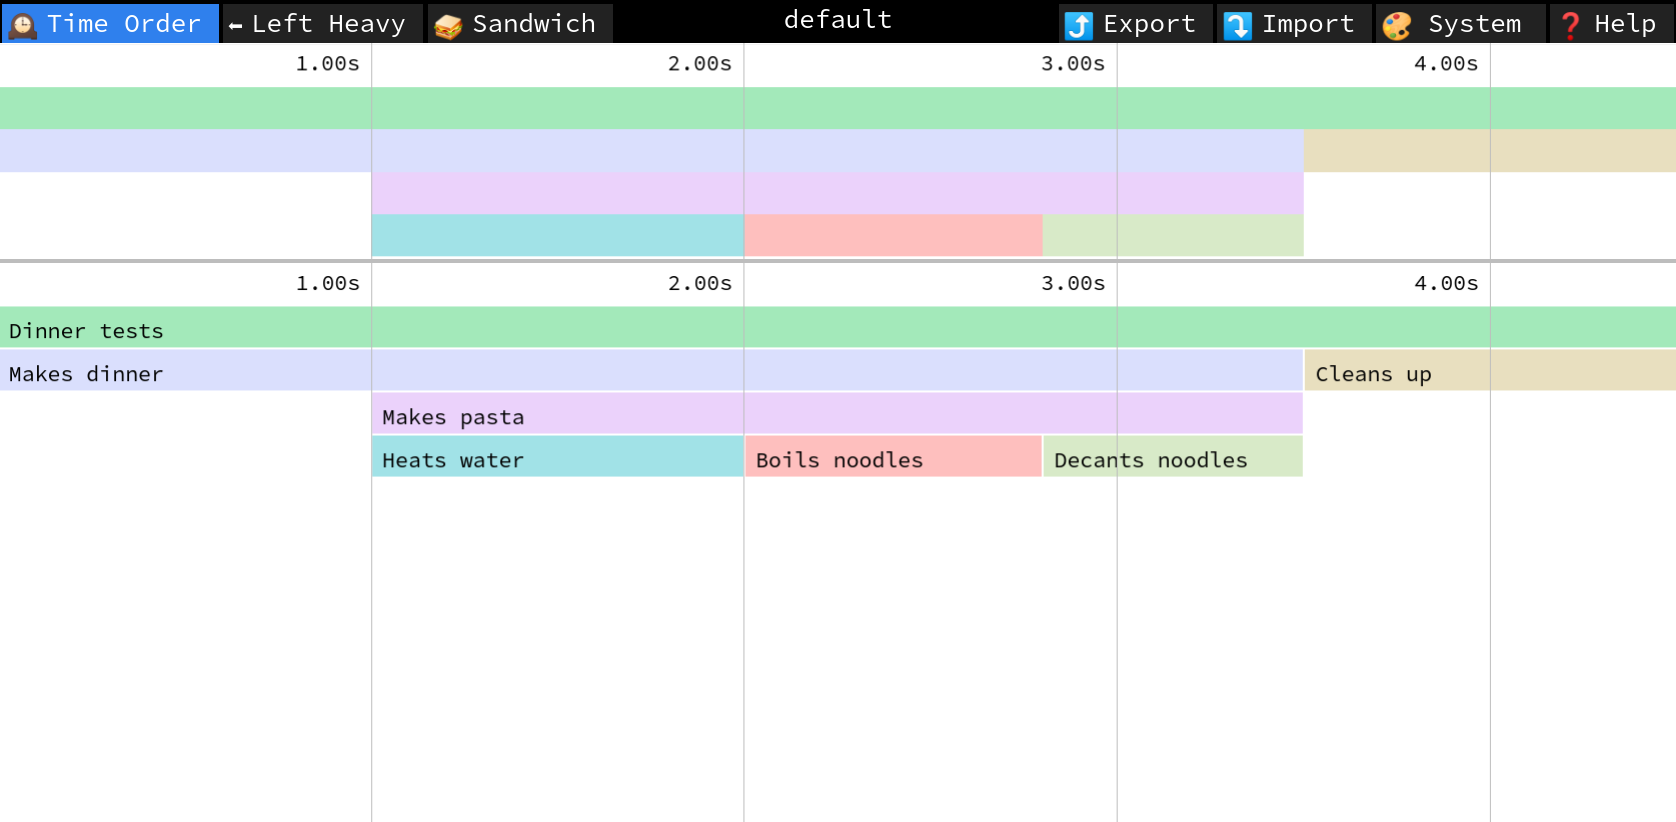 Time Order Left Heavy Sandwich default Export Import System Help
1.00s 2.00s 3.00s 4.00s
1.00s 2.00s 3.00s 4.00s
Dinner tests
Makes dinner Cleans up
Makes pasta
Heats water Boils noodles Decants noodles